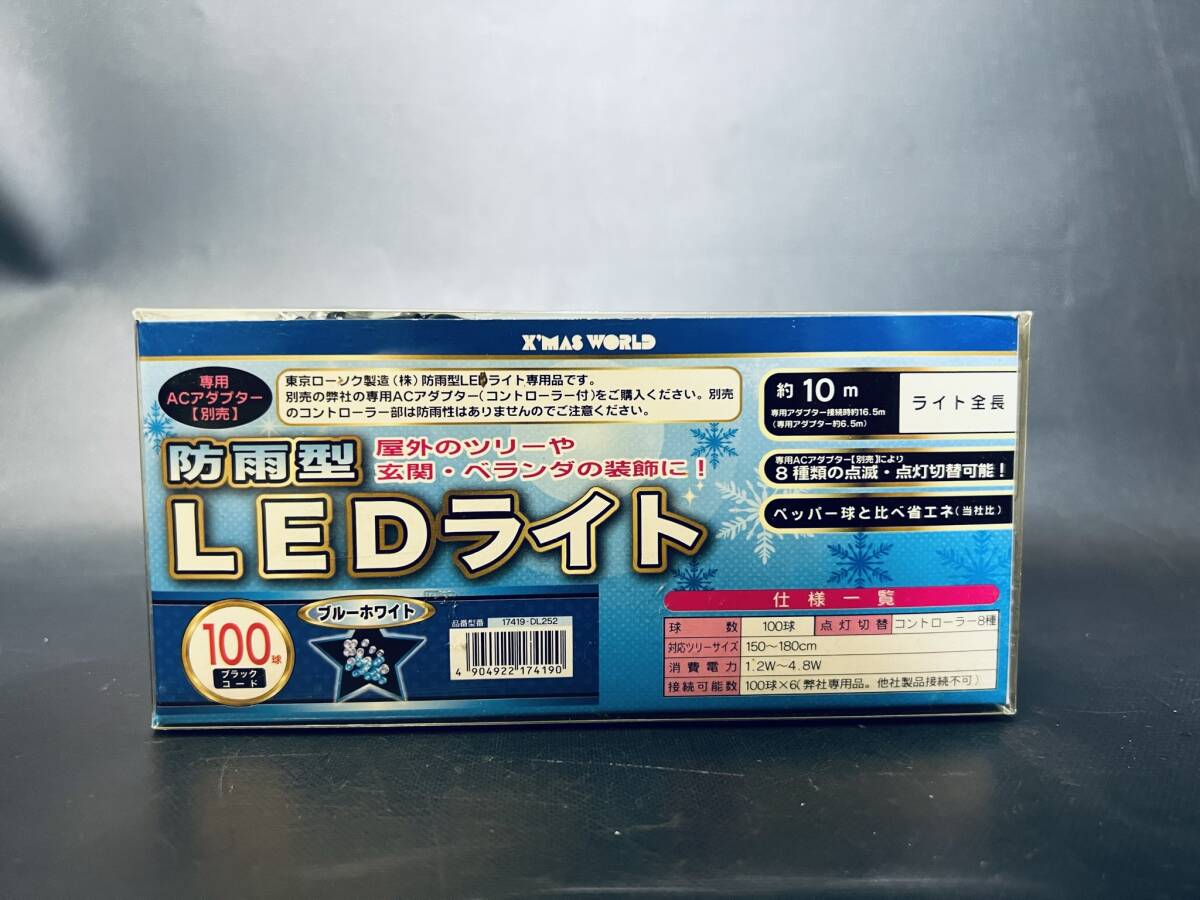 X'MAS WORLD
専用
ACアダプター
【別売】
東京ローソク製造(株)防雨型LEDライト専用品です。
別売の弊社の専用ACアダプター(コントローラー付)をご購入ください。別売
のコントローラー部は防雨性はありませんのでご注意ください。
約10m
専用アダプター接続時約16.5m
(専用アダプター約6.5m)
ライト全長
防雨型
屋外のツリーや
玄関・ベランダの装飾に!
専用ACアダプター【別売】により
8種類の点滅・点灯切替可能!
ペッパー球と比べ省エネ(当社比)
LEDライト
100球
ブラック
コード
ブルーホワイト
品番型番 17419-DL252
4 904922 174190
仕様一覧
球数 100球 点灯切替 コントローラー8種
対応ツリーサイズ 150〜180cm
消費電力 1.2W〜4.8W
接続可能数 100球×6(弊社専用品。他社製品接続不可)